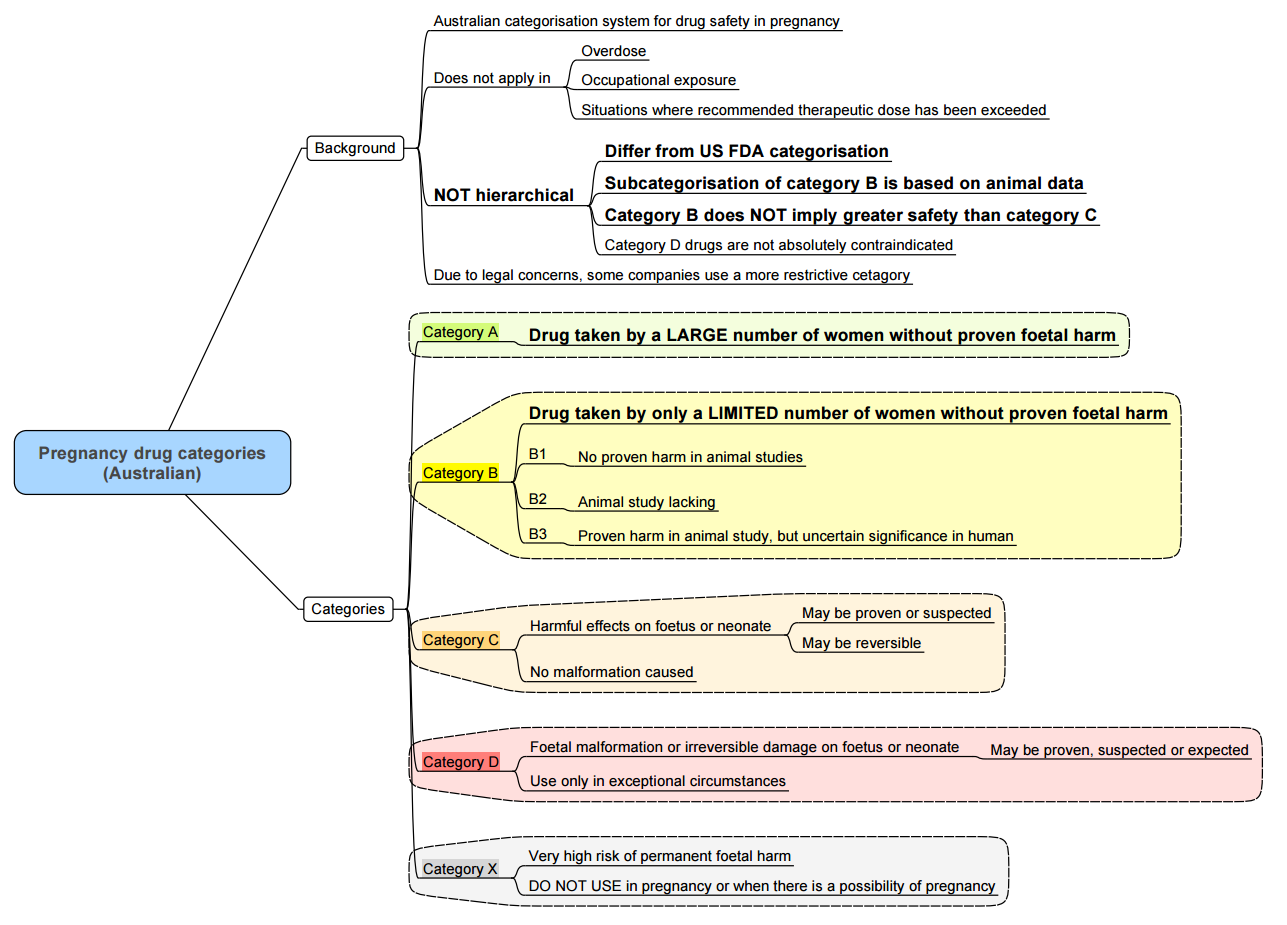 Australian categorisation system for drug safety in pregnancy
Overdose
Does not apply in
Occupational exposure
Situations where recommended therapeutic dose has been exceeded
Background
Differ from US FDA categorisation
Subcategorisation of category B is based on animal data
NOT hierarchical
Category B does NOT imply greater safety than category C
Category D drugs are not absolutely contraindicated
Due to legal concerns, some companies use a more restrictive cetagory
Category A
Drug taken by a LARGE number of women without proven foetal harm
Pregnancy drug categories
(Australian)
Drug taken by only a LIMITED number of women without proven foetal harm
Category B
B1
No proven harm in animal studies
B2
Animal study lacking
B3
Proven harm in animal study, but uncertain significance in human
Categories
Category C
Harmful effects on foetus or neonate
May be proven or suspected
May be reversible
No malformation caused
Category D
Foetal malformation or irreversible damage on foetus or neonate
May be proven, suspected or expected
Use only in exceptional circumstances
Category X
Very high risk of permanent foetal harm
DO NOT USE in pregnancy or when there is a possibility of pregnancy